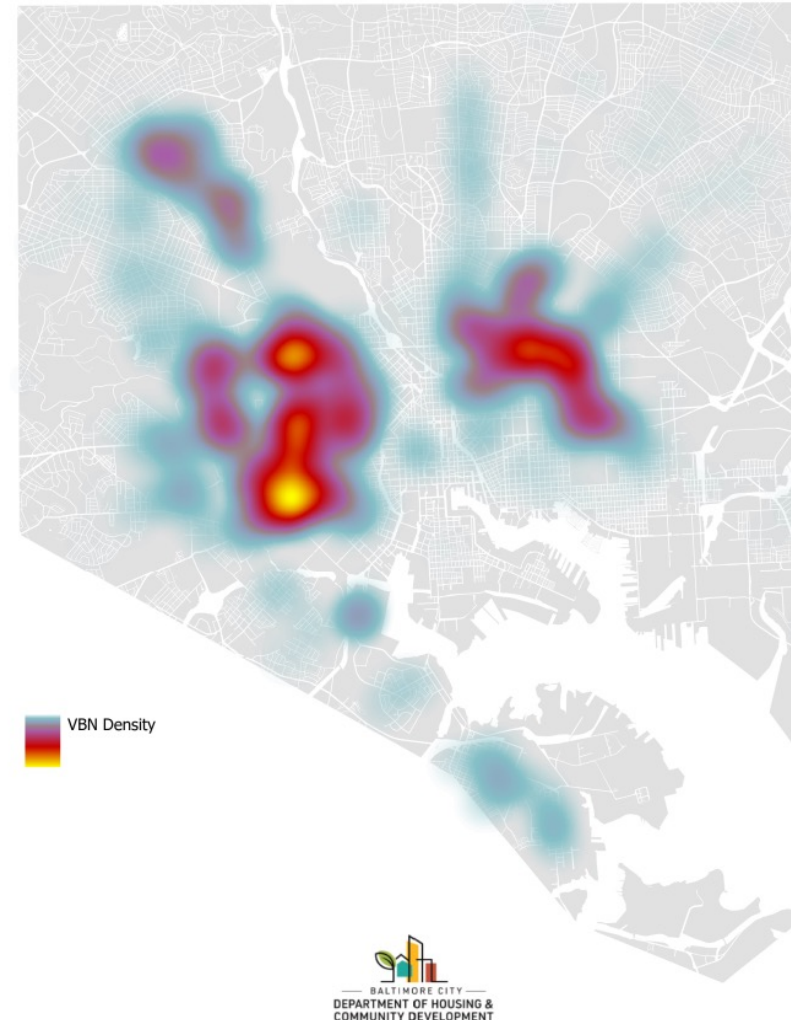 VBN Density
BALTIMORE CITY
DEPARTMENT OF HOUSING &
COMMUNITY DEVELOPMENT